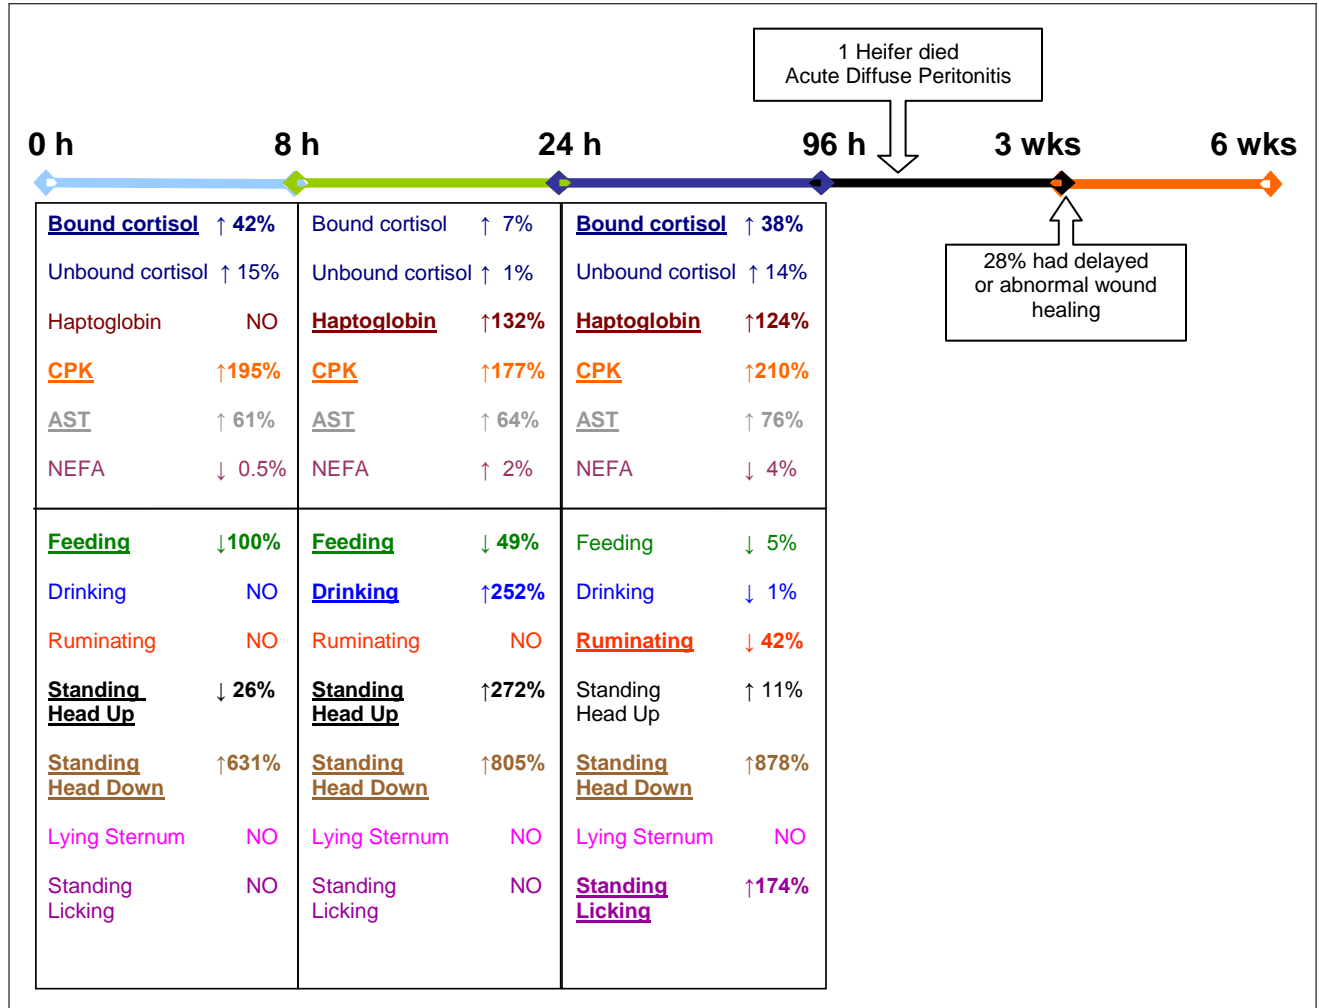 1 Heifer died
Acute Diffuse Peritonitis
0 h 8 h 24 h 96 h 3 wks 6 wks
28% had delayed
or abnormal wound
healing
Bound cortisol ↑ 42% Bound cortisol ↑ 7% Bound cortisol ↑ 38%
Unbound cortisol ↑ 15% Unbound cortisol ↑ 1% Unbound cortisol ↑ 14%
Haptoglobin NO Haptoglobin ↑132% Haptoglobin ↑124%
CPK ↑195% CPK ↑177% CPK ↑210%
AST ↑ 61% AST ↑ 64% AST ↑ 76%
NEFA ↓ 0.5% NEFA ↑ 2% NEFA ↓ 4%
Feeding ↓100% Feeding ↓ 49% Feeding ↓ 5%
Drinking NO Drinking ↑252% Drinking ↓ 1%
Ruminating NO Ruminating NO Ruminating ↓ 42%
Standing ↓ 26% Standing ↑272% Standing ↑ 11%
Head Up Head Up Head Up
Standing ↑631% Standing ↑805% Standing ↑878%
Head Down Head Down Head Down
Lying Sternum NO Lying Sternum NO Lying Sternum NO
Standing NO Standing NO Standing ↑174%
Licking Licking Licking